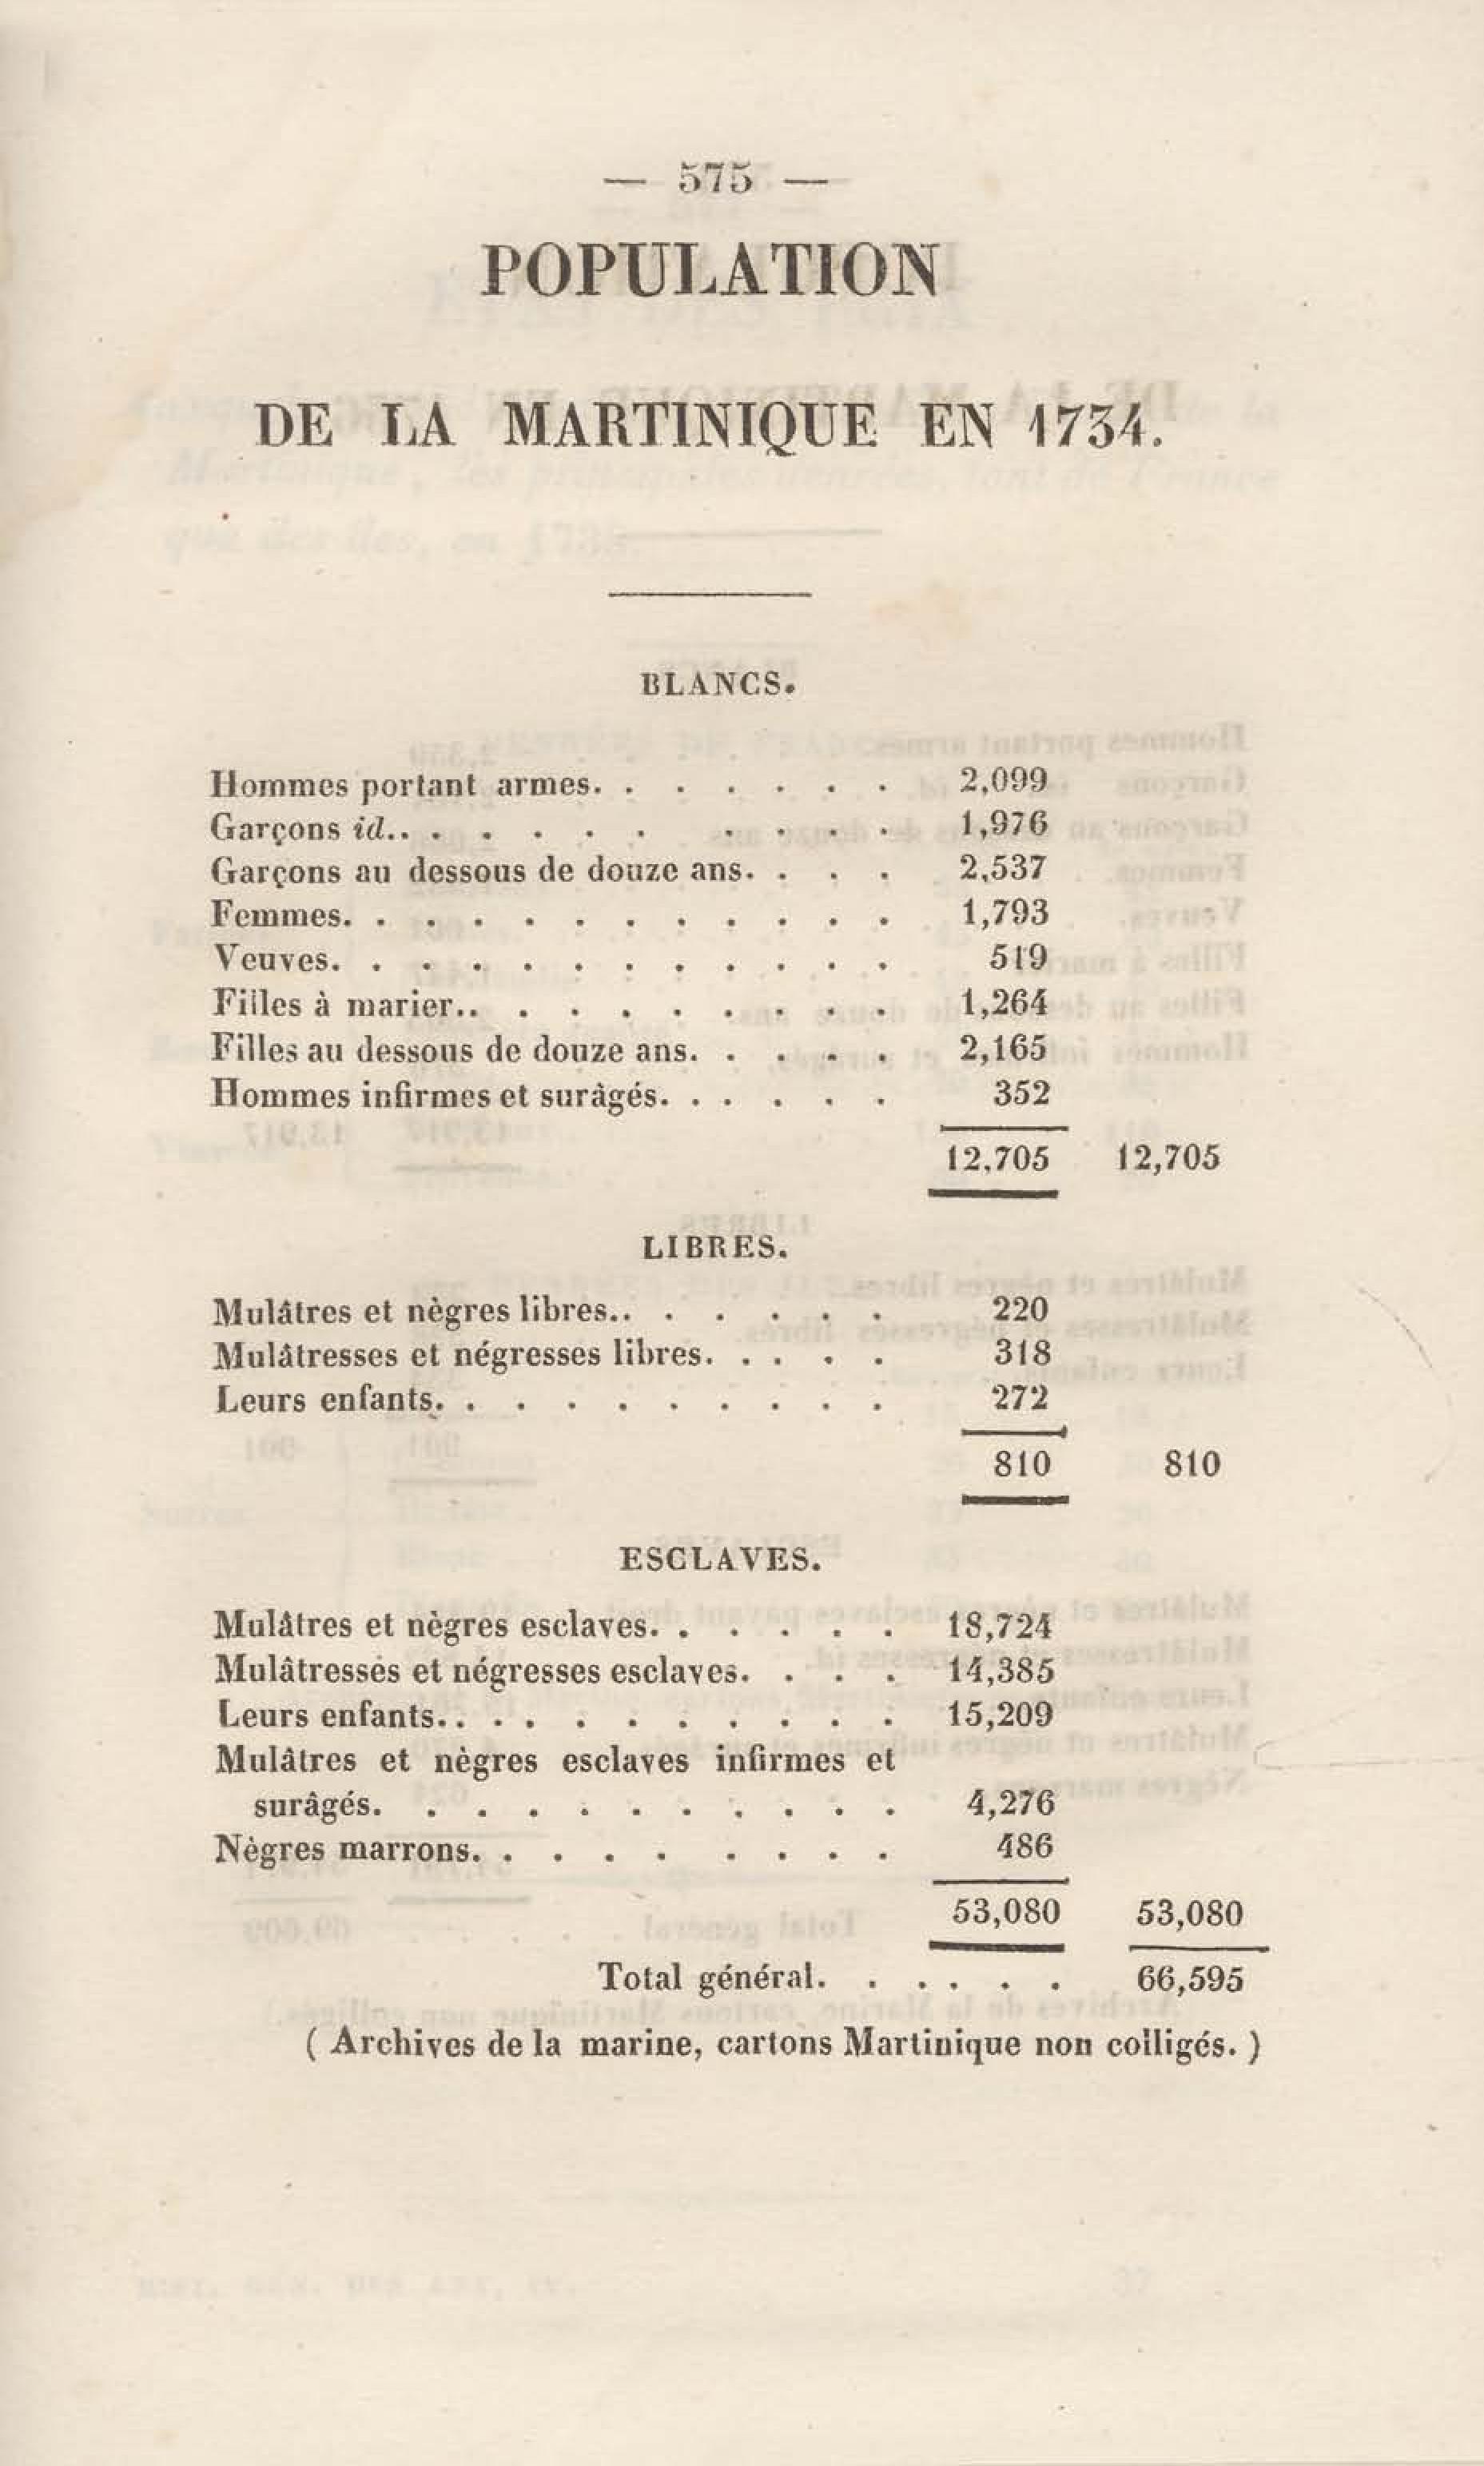 — 575 —
POPULATION
DE LA MARTINIQUE EN 1734.
BLANCS.
Hommes portant armes. . . . . . . 2,099
Garçons id.. . . . . . . . . . 1,976
Garçons au dessous de douze ans. . . . 2,537
Femmes. . . . . . . . . . . . 1,793
Veuves. . . . . . . . . . . . 519
Filles à marier.. . . . . . . . . 1,264
Filles au dessous de douze ans. . . . . 2,165
Hommes infirmes et surâgés. . . . . . 352
12,705 12,705
LIBRES.
Mulâtres et nègres libres.. . . . . . 220
Mulâtresses et négresses libres. . . . . 318
Leurs enfants. . . . . . . . . . 272
810 810
ESCLAVES.
Mulâtres et nègres esclaves. . . . . . 18,724
Mulâtresses et négresses esclaves. . . . 14,385
Leurs enfants.. . . . . . . . . . 15,209
Mulâtres et nègres esclaves infirmes et
surâgés. . . . . . . . . . . 4,276
Nègres marrons. . . . . . . . . 486
53,080 53,080
Total général. . . . . . 66,595
( Archives de la marine, cartons Martinique non colligés. )